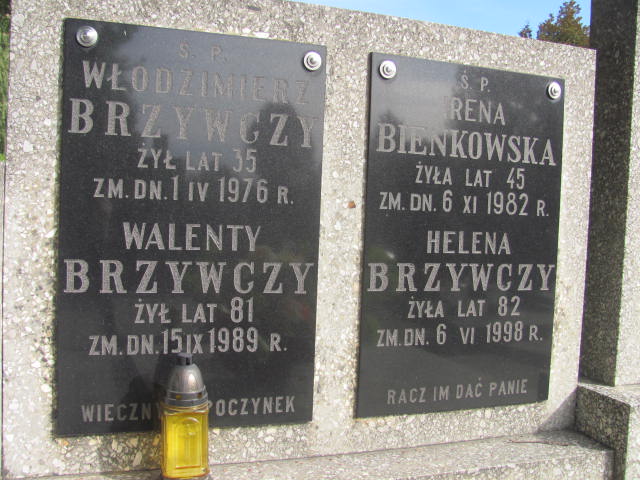 Ś. P.
WŁODZIMIERZ
BRZYWCZY
ŻYŁ LAT 35
ZM. DN. 1 IV 1976 R.
WALENTY
BRZYWCZY
ŻYŁ LAT 81
ZM. DN. 15 IX 1989 R.
WIECZNY POCZYNEK
Ś. P.
IRENA
BIENKOWSKA
ŻYŁA LAT 45
ZM. DN. 6 XI 1982 R.
HELENA
BRZYWCZY
ŻYŁA LAT 82
ZM. DN. 6 VI 1998 R.
RACZ IM DAĆ PANIE